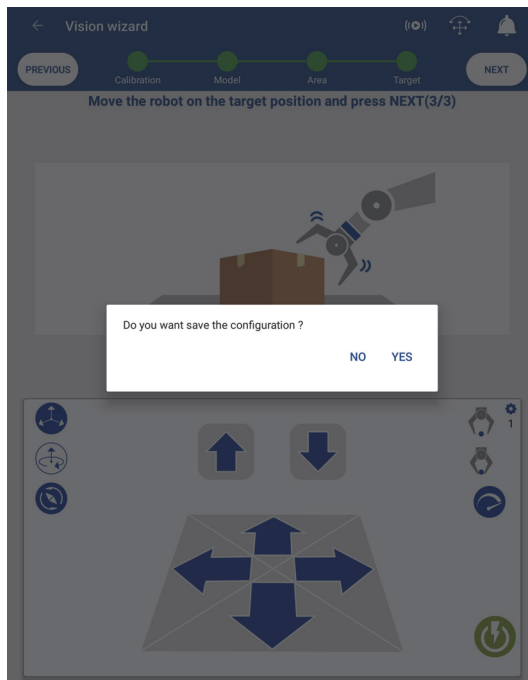 Vision wizard
PREVIOUS
NEXT
Calibration
Model
Area
Target
Move the robot on the target position and press NEXT(3/3)
Do you want save the configuration ?
NO
YES
1